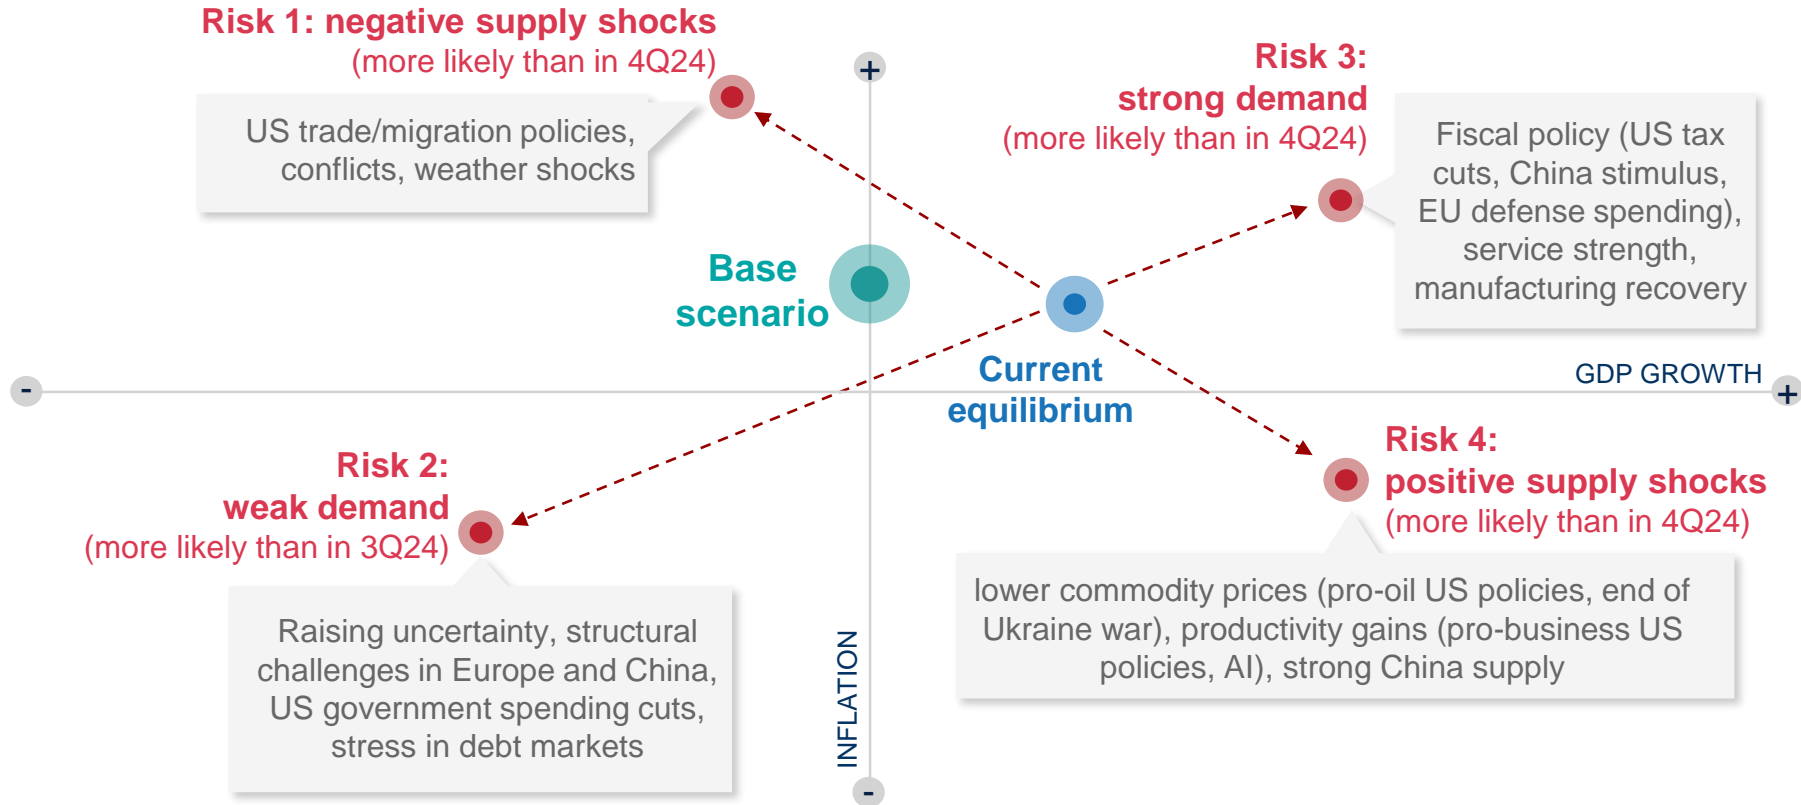 Risk 1: negative supply shocks
(more likely than in 4Q24)
US trade/migration policies,
conflicts, weather shocks
+
Risk 3:
strong demand
(more likely than in 4Q24)
Fiscal policy (US tax
cuts, China stimulus,
EU defense spending),
service strength,
manufacturing recovery
Base
scenario
Current
equilibrium
GDP GROWTH
-
+
Risk 2:
weak demand
(more likely than in 3Q24)
Raising uncertainty, structural
challenges in Europe and China,
US government spending cuts,
stress in debt markets
Risk 4:
positive supply shocks
(more likely than in 4Q24)
lower commodity prices (pro-oil US policies, end of
Ukraine war), productivity gains (pro-business US
policies, AI), strong China supply
INFLATION
-